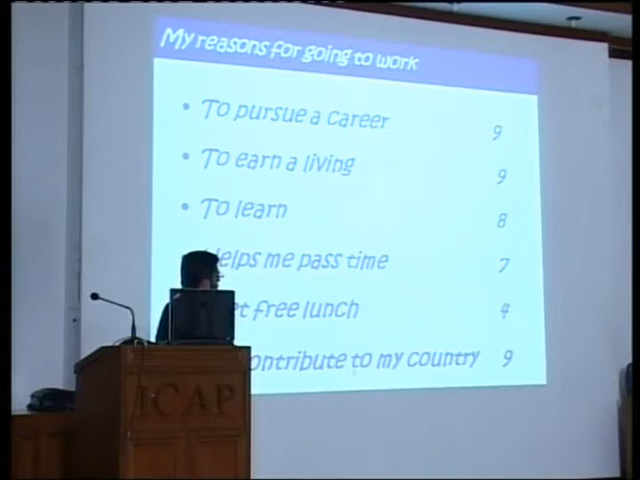 My reasons for going to work
• To pursue a career 9
• To earn a living 9
• To learn 8
Helps me pass time 7
free lunch 4
contribute to my country 9
ICAP